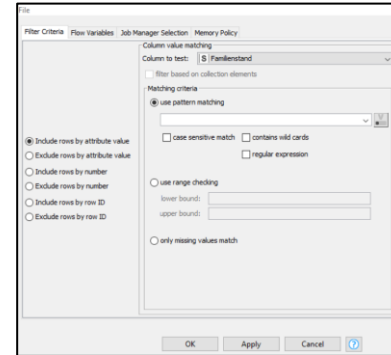 File
Filter Criteria Flow Variables Job Manager Selection Memory Policy
Column value matching
Column to test: S Familienstand
filter based on collection elements
Matching criteria
use pattern matching
case sensitive match contains wild cards
regular expression
Include rows by attribute value
Exclude rows by attribute value
Include rows by number
Exclude rows by number
Include rows by row ID
Exclude rows by row ID
use range checking
lower bound:
upper bound:
only missing values match
OK Apply Cancel ?